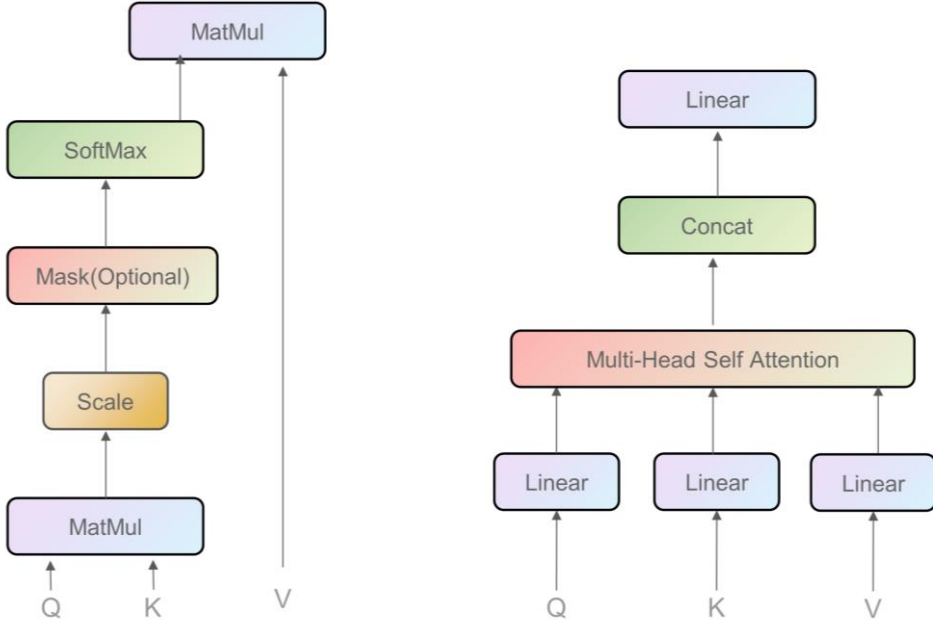 MatMul
SoftMax
Mask(Optional)
Scale
MatMul
Q
K
V
Linear
Concat
Multi-Head Self Attention
Linear
Linear
Linear
Q
K
V